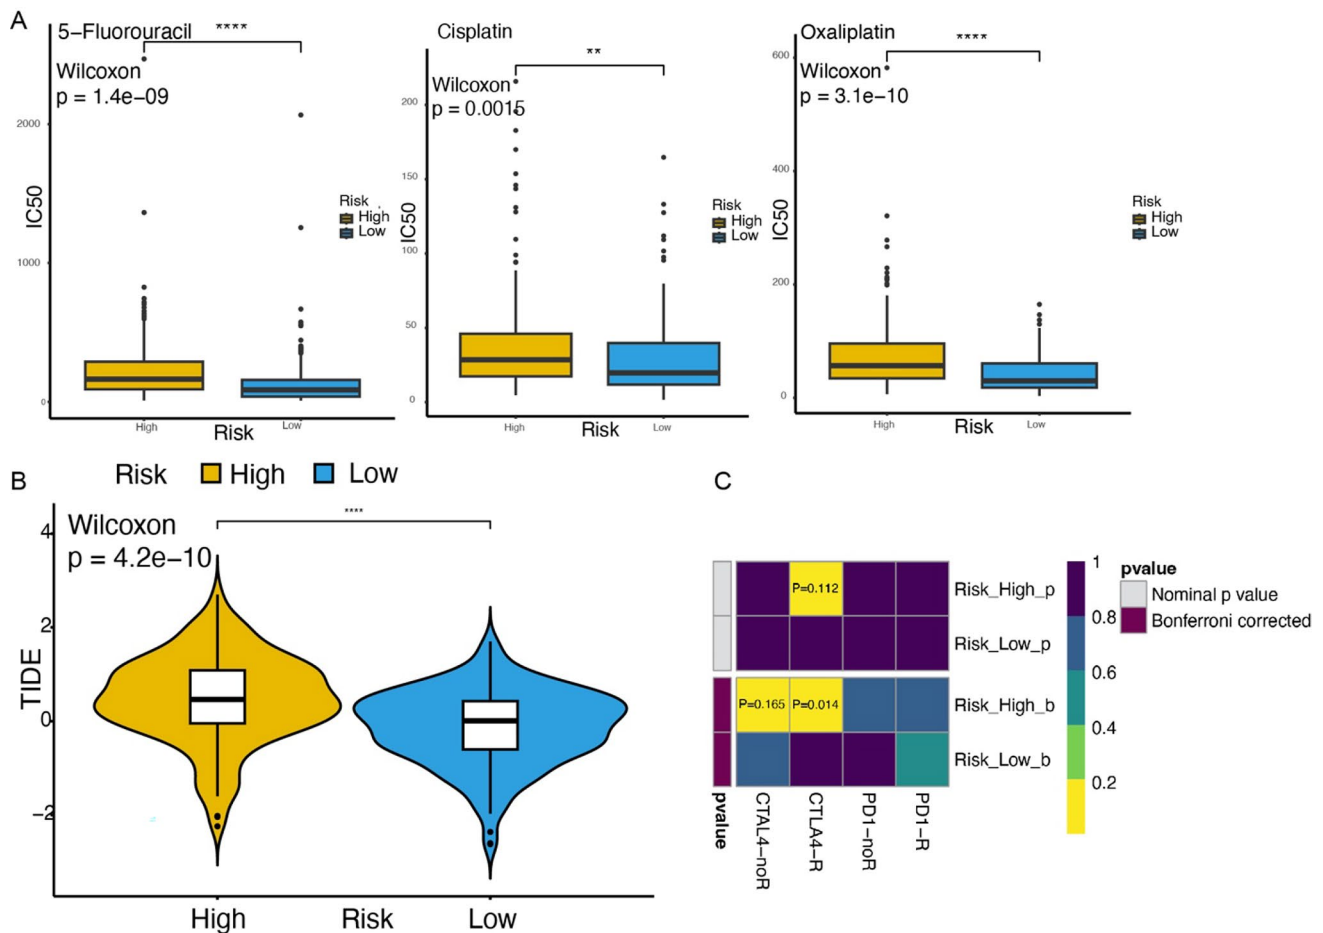 A
5−Fluorouracil
****
Wilcoxon
p = 1.4e−09
2000
1000
0
IC50
Risk
High
Low
High
Low
Risk
Cisplatin
**
Wilcoxon
p = 0.0015
200
150
100
50
0
IC50
Risk
High
Low
High
Low
Risk
Oxaliplatin
****
Wilcoxon
p = 3.1e−10
600
400
200
0
IC50
Risk
High
Low
High
Low
Risk
B
Risk High Low
Wilcoxon
p = 4.2e−10
****
4
2
0
−2
TIDE
High Risk Low
C
P=0.112
Risk_High_p
Risk_Low_p
P=0.165 P=0.014
Risk_High_b
Risk_Low_b
pvalue
CTAL4−noR
CTLA4−R
PD1−noR
PD1−R
1
0.8
0.6
0.4
0.2
pvalue
Nominal p value
Bonferroni corrected